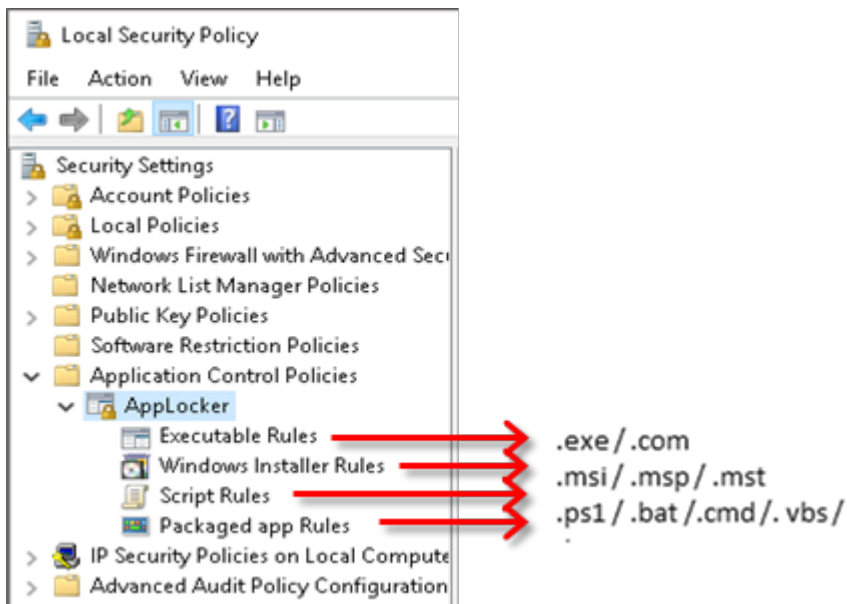 Local Security Policy
File Action View Help
Security Settings
Account Policies
Local Policies
Windows Firewall with Advanced Secu
Network List Manager Policies
Public Key Policies
Software Restriction Policies
Application Control Policies
AppLocker
Executable Rules
.exe/.com
Windows Installer Rules
.msi/.msp/.mst
Script Rules
.ps1/.bat/.cmd/.vbs/
Packaged app Rules
IP Security Policies on Local Compute
Advanced Audit Policy Configuration